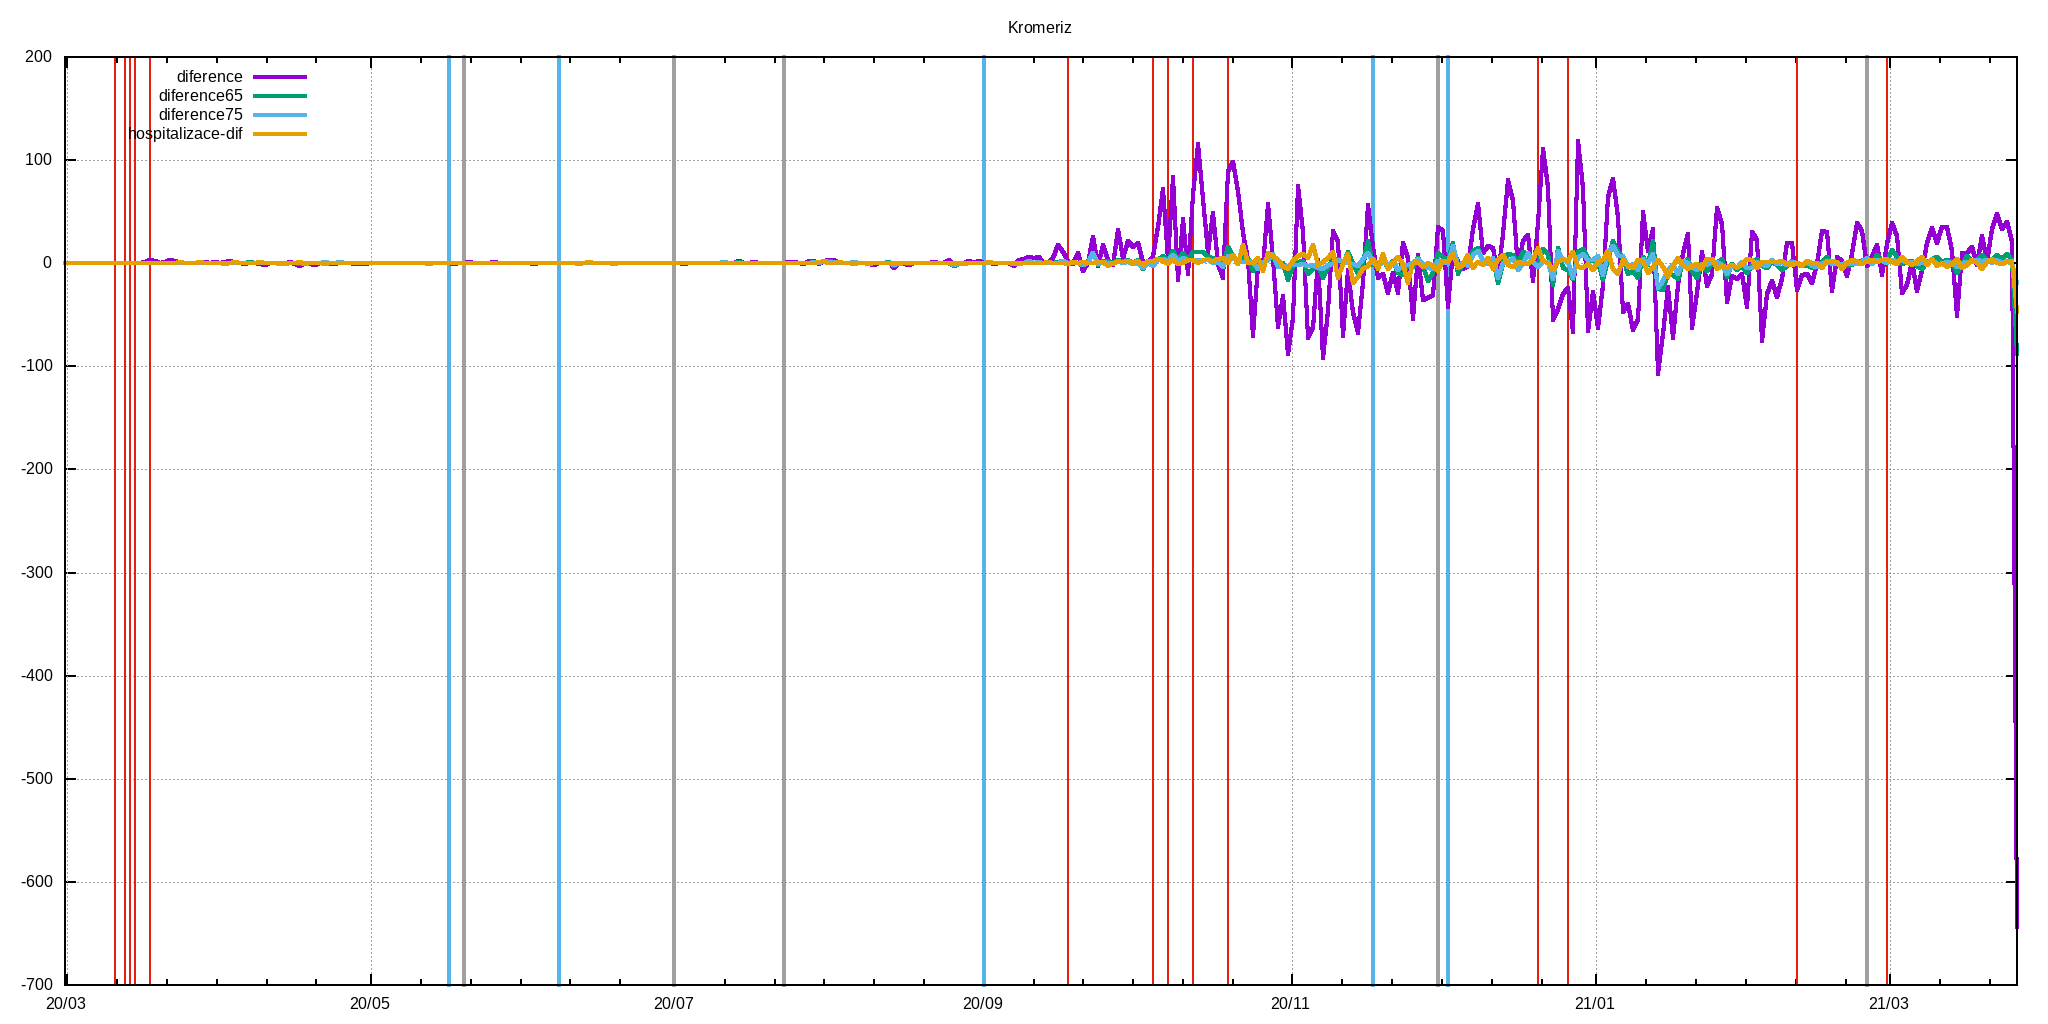 Kromeriz
200
diference
diference65
diference75
hospitalizace-dif
100
0
-100
-200
-300
-400
-500
-600
-700
20/03 20/05 20/07 20/09 20/11 21/01 21/03